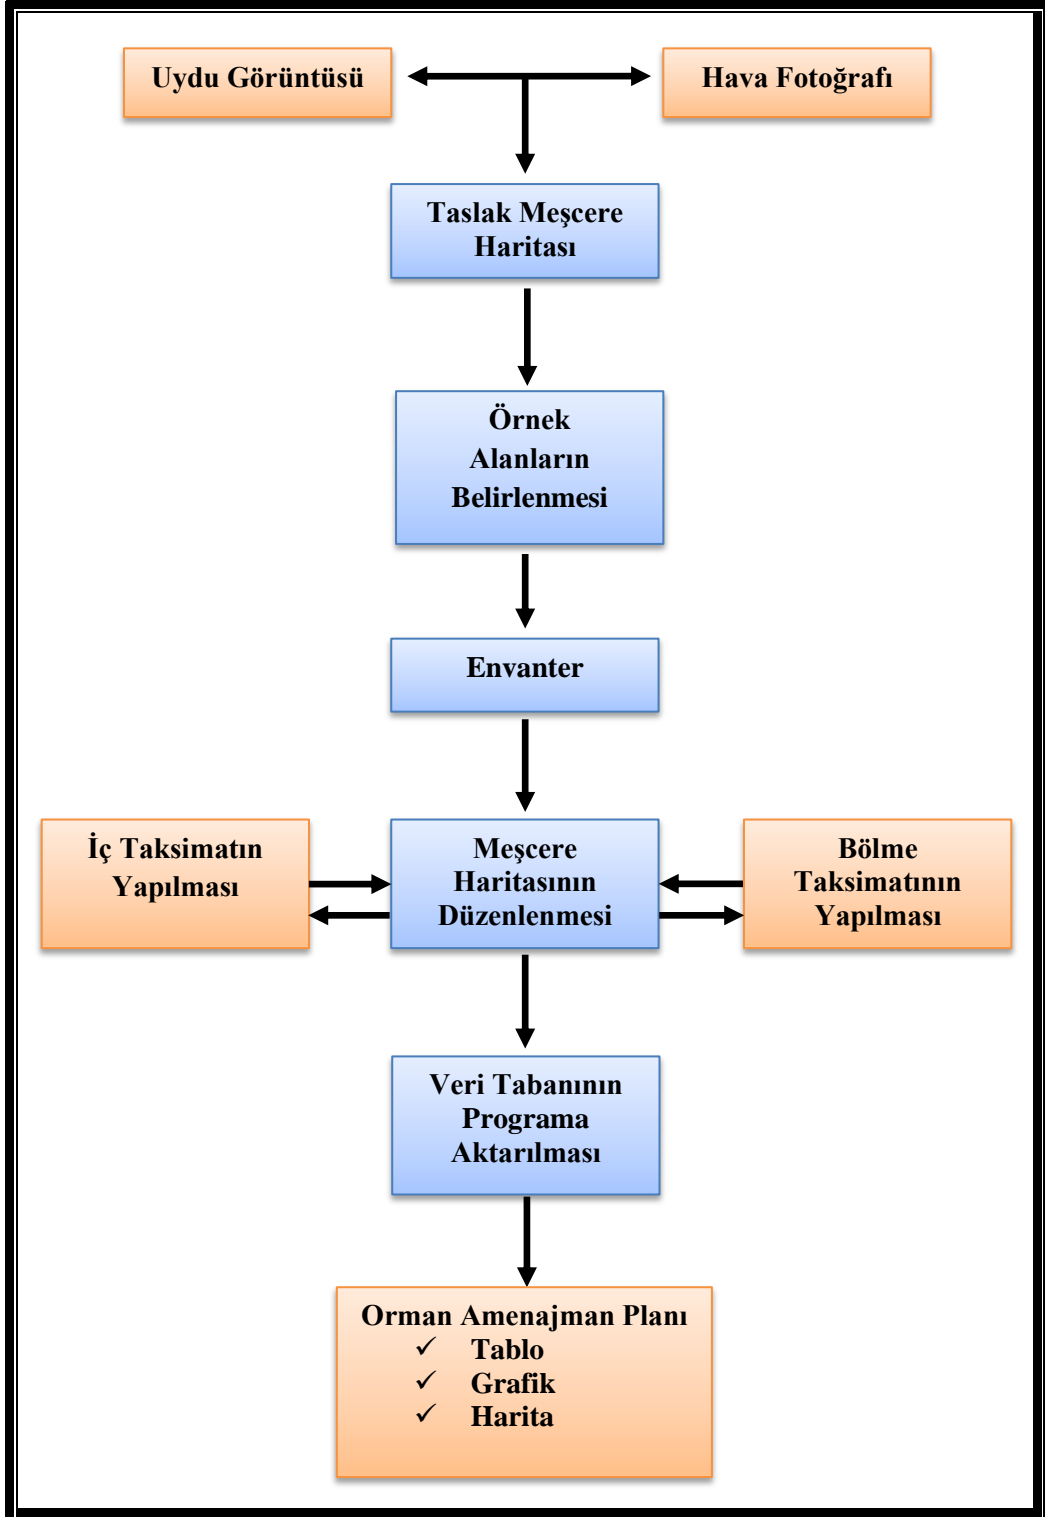 Uydu Görüntüsü
Hava Fotoğrafı
Taslak Meşcere
Haritası
Örnek
Alanların
Belirlenmesi
Envanter
İç Taksimatın
Yapılması
Meşcere
Haritasının
Düzenlenmesi
Bölme
Taksimatının
Yapılması
Veri Tabanının
Programa
Aktarılması
Orman Amenajman Planı
✓ Tablo
✓ Grafik
✓ Harita